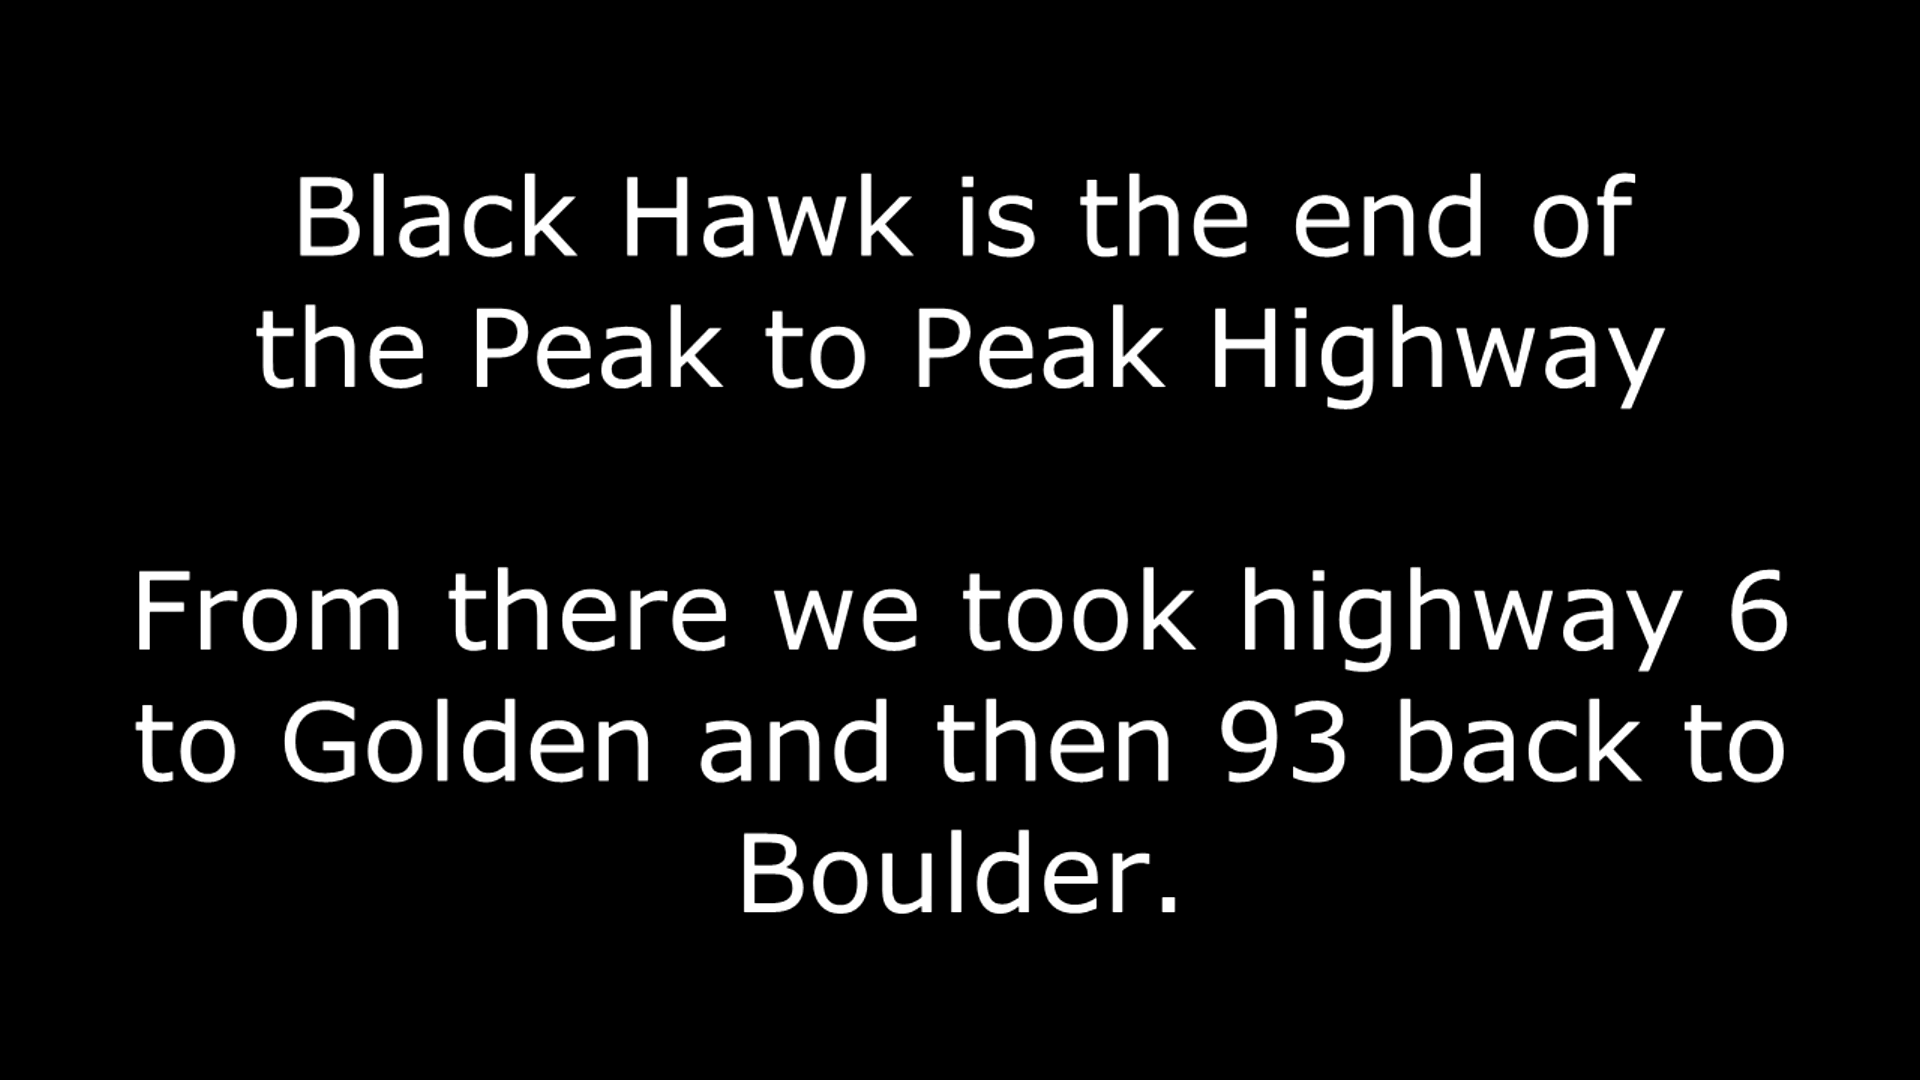 Black Hawk is the end of
the Peak to Peak Highway
From there we took highway 6
to Golden and then 93 back to
Boulder.